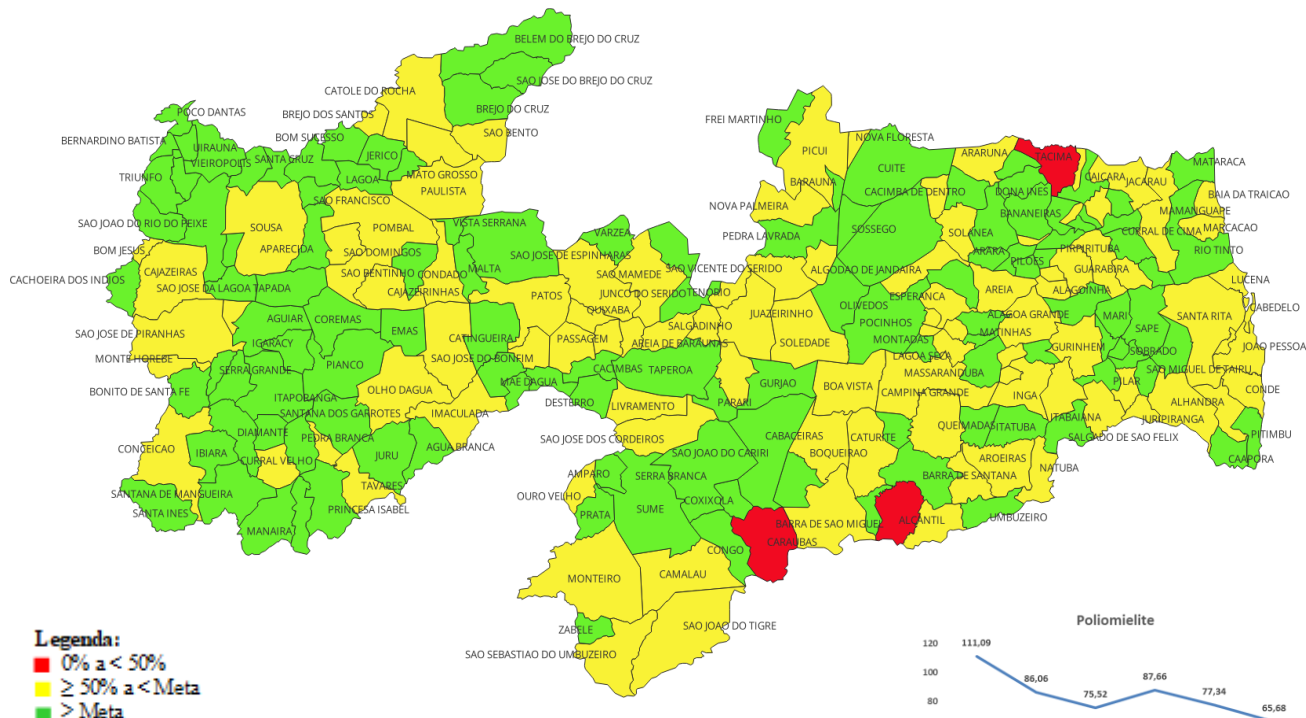 BELEM DO BREJO DO CRUZ
SAO JOSE DO BREJO DO CRUZ
CATOLE DO ROCHA
BREJO DO CRUZ
POCO DANTAS
BREJO DOS SANTOS
FREI MARTINHO
SAO BENTO
NOVA FLORESTA
BERNARDINO BATISTA
BOM SUCESSO
UIRAUNA
PICUI
ARARUNA
TACIMA
VIEIROPOLIS
SANTA CRUZ
JERICO
CUITE
MATARACA
TRIUNFO
LAGOA
MATO GROSSO
CAICARA
JACARAU
BARAUNA
PAULISTA
CACIMBA DE DENTRO
DONA INES
BAIA DA TRAICAO
SAO FRANCISCO
NOVA PALMEIRA
BANANEIRAS
MAMANGUAPE
SAO JOAO DO RIO DO PEIXE
SOUSA
POMBAL
VISTA SERRANA
VARZEA
SOSSEGO
SOLANEA
CURRAL DE CIMA
MARCACAO
PEDRA LAVRADA
BOM JESUS
APARECIDA
SAO DOMINGOS
SAO JOSE DE ESPINHARAS
ARARA
PIRPIRITUBA
RIO TINTO
CAJAZEIRAS
SAO BENTINHO
CONDADO
MALTA
SAO MAMEDE
SAO VICENTE DO SERIDO
ALGODAO DE JANDAIRA
PILOES
GUARABIRA
CACHOEIRA DOS INDIOS
SAO JOSE DA LAGOA TAPADA
CAJAZEIRINHAS
PATOS
JUNCO DO SERIDO
TENORIO
ESPERANCA
AREIA
ALAGOINHA
LUCENA
QUIXABA
OLIVEDOS
CABEDELO
AGUIAR
COREMAS
JUAZEIRINHO
ALAGOA GRANDE
MARI
SANTA RITA
SAO JOSE DE PIRANHAS
EMAS
CATINGUEIRA
PASSAGEM
SALGADINHO
POCINHOS
MATINHAS
SAPE
IGARACY
AREIA DE BARAUNAS
SOLEDADE
MONTADAS
GURINHEM
JOAO PESSOA
PIANCO
SOBRADO
MONTE HOREBE
SAO JOSE DO BONFIM
LAGOA SECA
SERRA GRANDE
CACIMBAS
TAPEROA
MASSARANDUBA
SAO MIGUEL DE TAIPU
BONITO DE SANTA FE
OLHO DAGUA
MAE DAGUA
GURJAO
BOA VISTA
PILAR
CONDE
ITAPORANGA
CAMPINA GRANDE
INGA
ALHANDRA
DESTERRO
LIVRAMENTO
PARARI
SANTANA DOS GARROTES
IMACULADA
ITABAIANA
JURIPIRANGA
DIAMANTE
PEDRA BRANCA
SAO JOSE DOS CORDEIROS
CABACEIRAS
QUEIMADAS
ITATUBA
SALGADO DE SAO FELIX
PITIMBU
CONCEICAO
IBIARA
AGUA BRANCA
CATURITE
CURRAL VELHO
JURU
SAO JOAO DO CARIRI
BOQUEIRAO
AROEIRAS
CAAPORA
NATUBA
AMPARO
SERRA BRANCA
BARRA DE SANTANA
TAVARES
SANTANA DE MANGUEIRA
OURO VELHO
COXIXOLA
SANTA INES
PRINCESA ISABEL
PRATA
SUME
UMBUZEIRO
BARRA DE SAO MIGUEL
ALCANTIL
MANAIRA
CARAUBAS
CONGO
MONTEIRO
CAMALAU
ZABELE
SAO JOAO DO TIGRE
SAO SEBASTIAO DO UMBUZEIRO
Legenda:
0% a < 50%
≥ 50% a < Meta
> Meta
Poliomielite
120
111,09
100
86,06
87,66
75,52
77,34
80
65,68